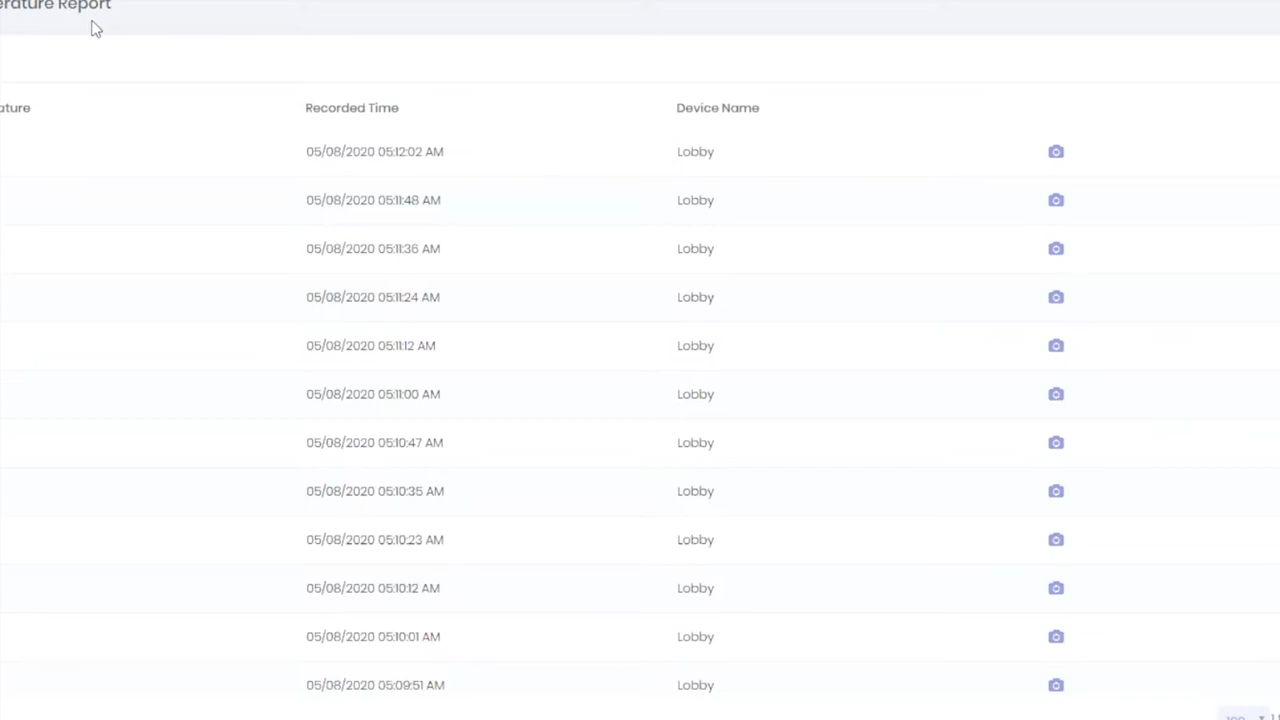 erature Report
ature Recorded Time Device Name
05/08/2020 05:12:02 AM Lobby
05/08/2020 05:11:48 AM Lobby
05/08/2020 05:11:36 AM Lobby
05/08/2020 05:11:24 AM Lobby
05/08/2020 05:11:12 AM Lobby
05/08/2020 05:11:00 AM Lobby
05/08/2020 05:10:47 AM Lobby
05/08/2020 05:10:35 AM Lobby
05/08/2020 05:10:23 AM Lobby
05/08/2020 05:10:12 AM Lobby
05/08/2020 05:10:01 AM Lobby
05/08/2020 05:09:51 AM Lobby